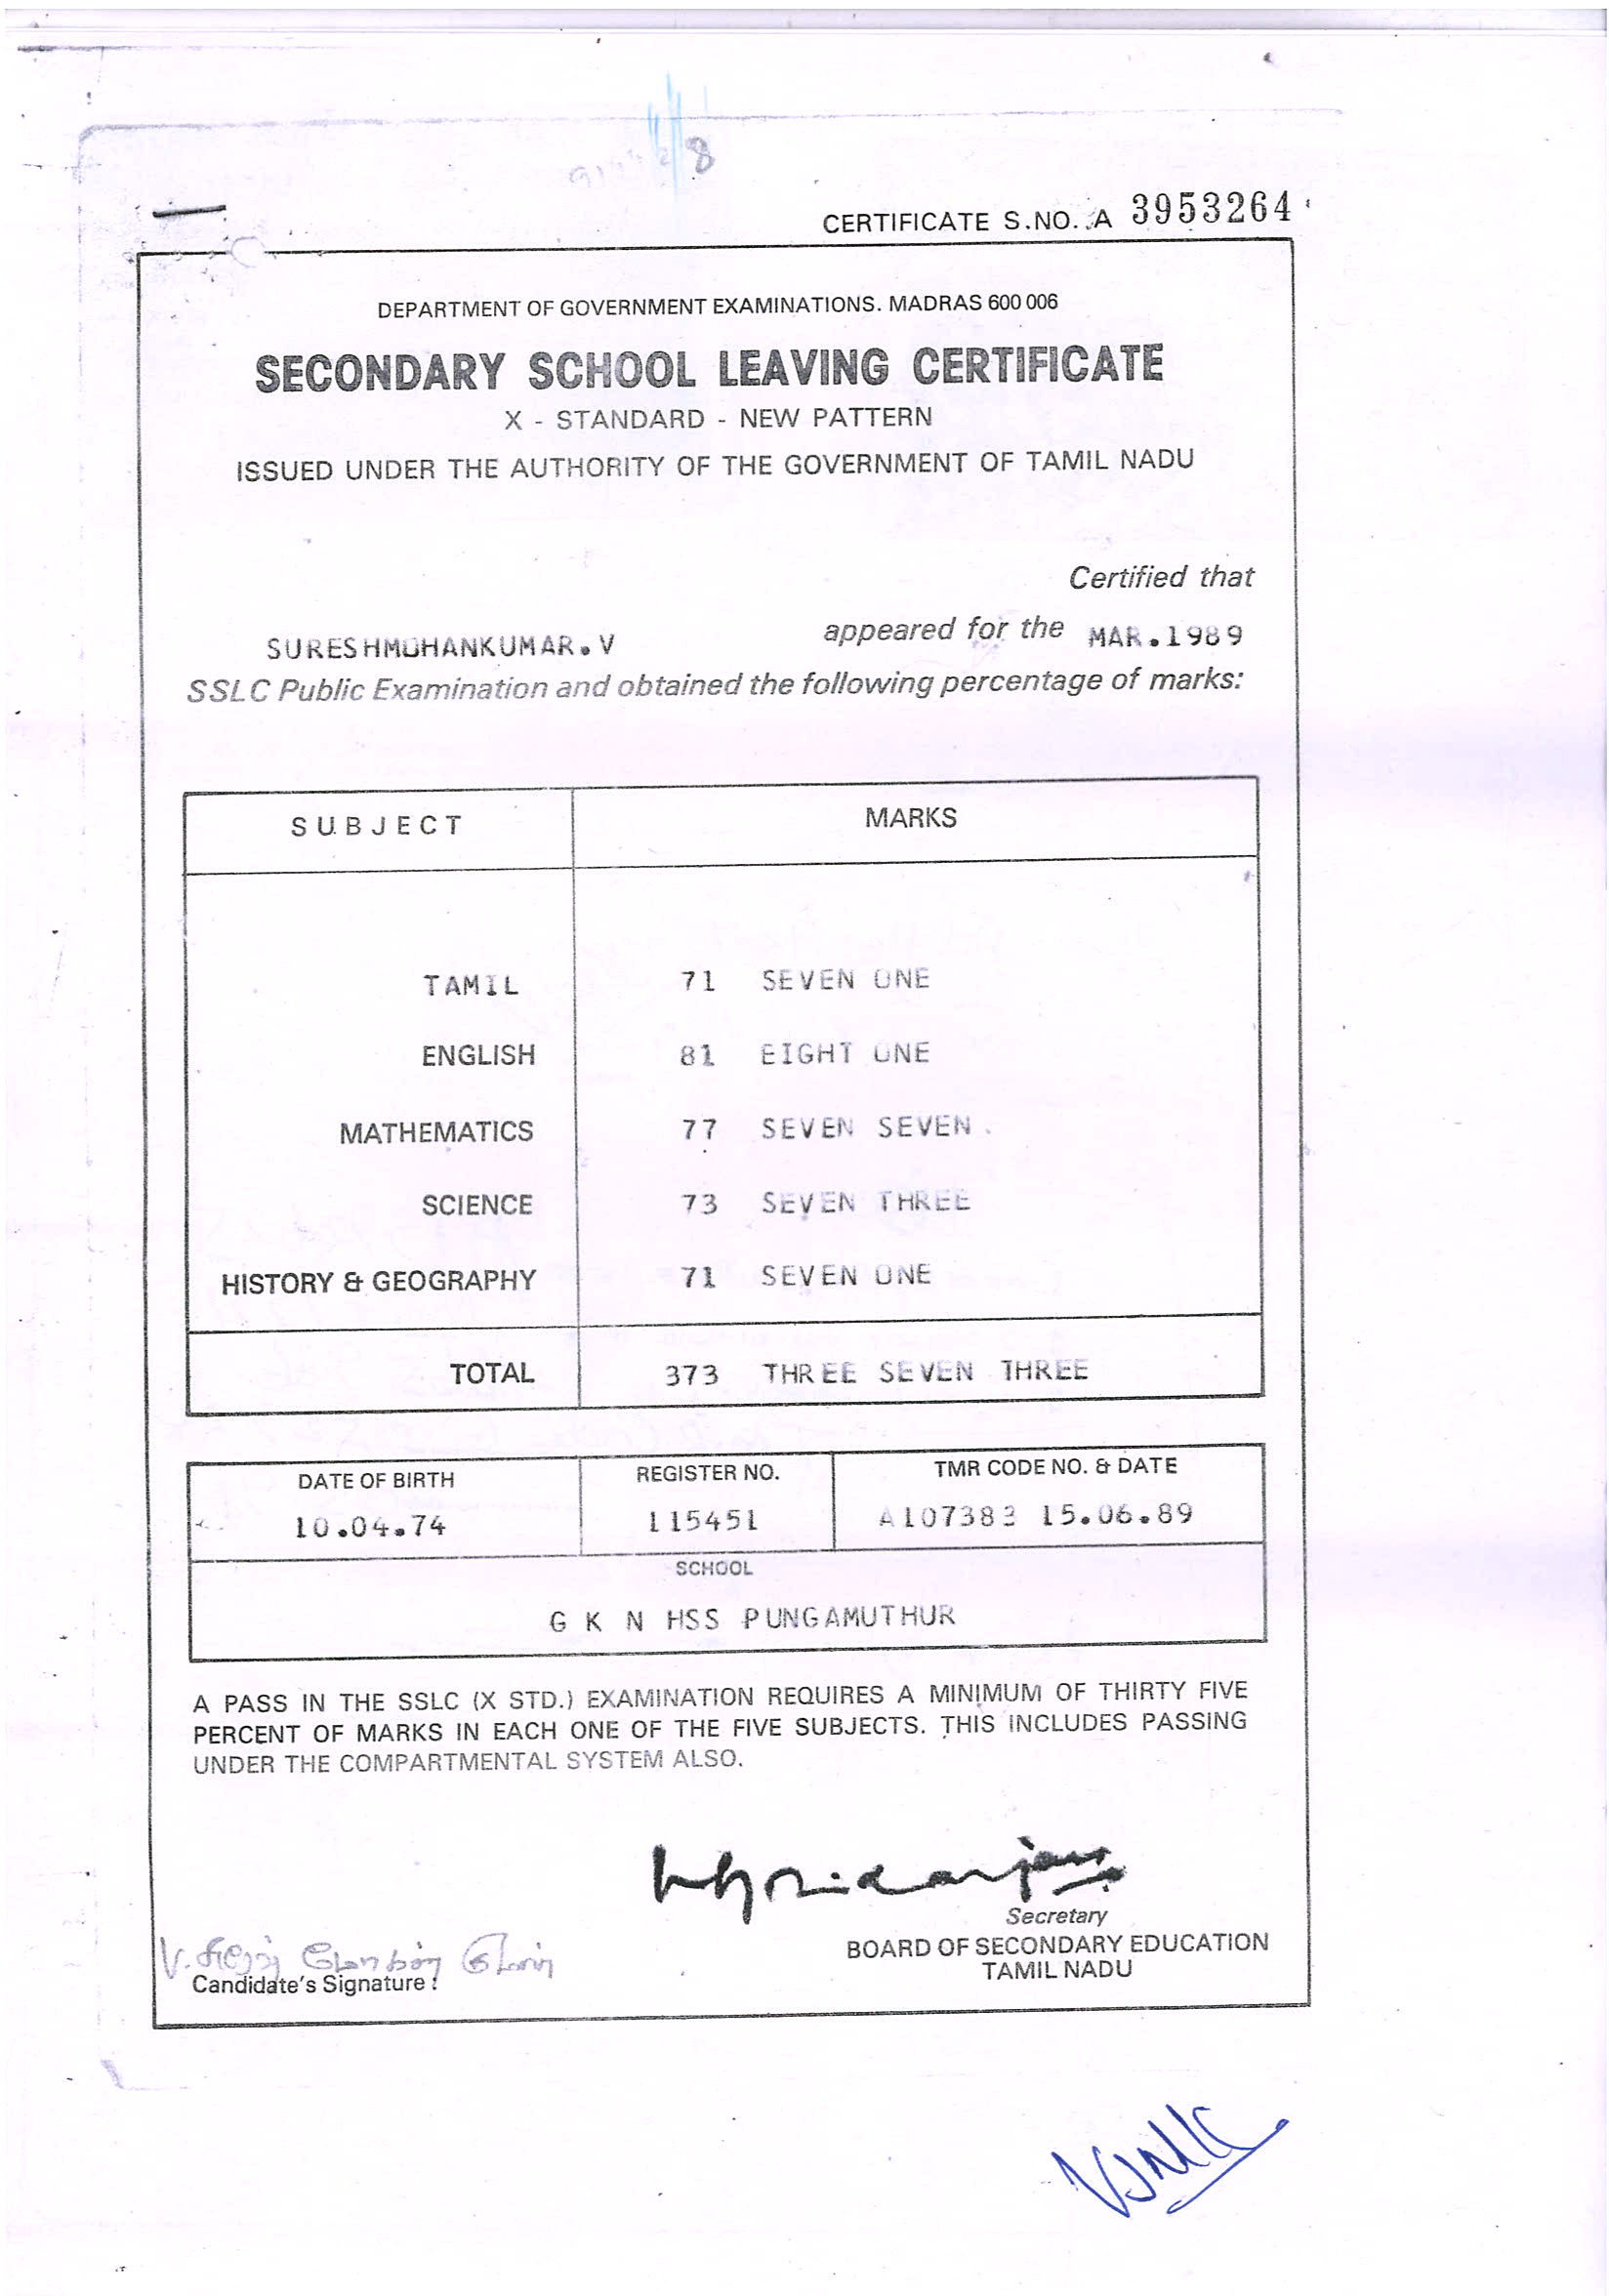 8
CERTIFICATE S.NO. A 3953264
DEPARTMENT OF GOVERNMENT EXAMINATIONS. MADRAS 600 006
SECONDARY SCHOOL LEAVING CERTIFICATE
X - STANDARD - NEW PATTERN
ISSUED UNDER THE AUTHORITY OF THE GOVERNMENT OF TAMIL NADU
Certified that
SURESHMOHANKUMAR.V appeared for the MAR.1989
SSLC Public Examination and obtained the following percentage of marks:
SUBJECT MARKS
TAMIL 71 SEVEN ONE
ENGLISH 81 EIGHT ONE
MATHEMATICS 77 SEVEN SEVEN
SCIENCE 73 SEVEN THREE
HISTORY & GEOGRAPHY 71 SEVEN ONE
TOTAL 373 THREE SEVEN THREE
DATE OF BIRTH REGISTER NO. TMR CODE NO. & DATE
10.04.74 115451 A107383 15.06.89
SCHOOL
G K N HSS PUNGAMUTHUR
A PASS IN THE SSLC (X STD.) EXAMINATION REQUIRES A MINIMUM OF THIRTY FIVE
PERCENT OF MARKS IN EACH ONE OF THE FIVE SUBJECTS. THIS INCLUDES PASSING
UNDER THE COMPARTMENTAL SYSTEM ALSO.
Secretary
BOARD OF SECONDARY EDUCATION
TAMIL NADU
V. சுரேஷ் மோகன் குமார்
Candidate's Signature :